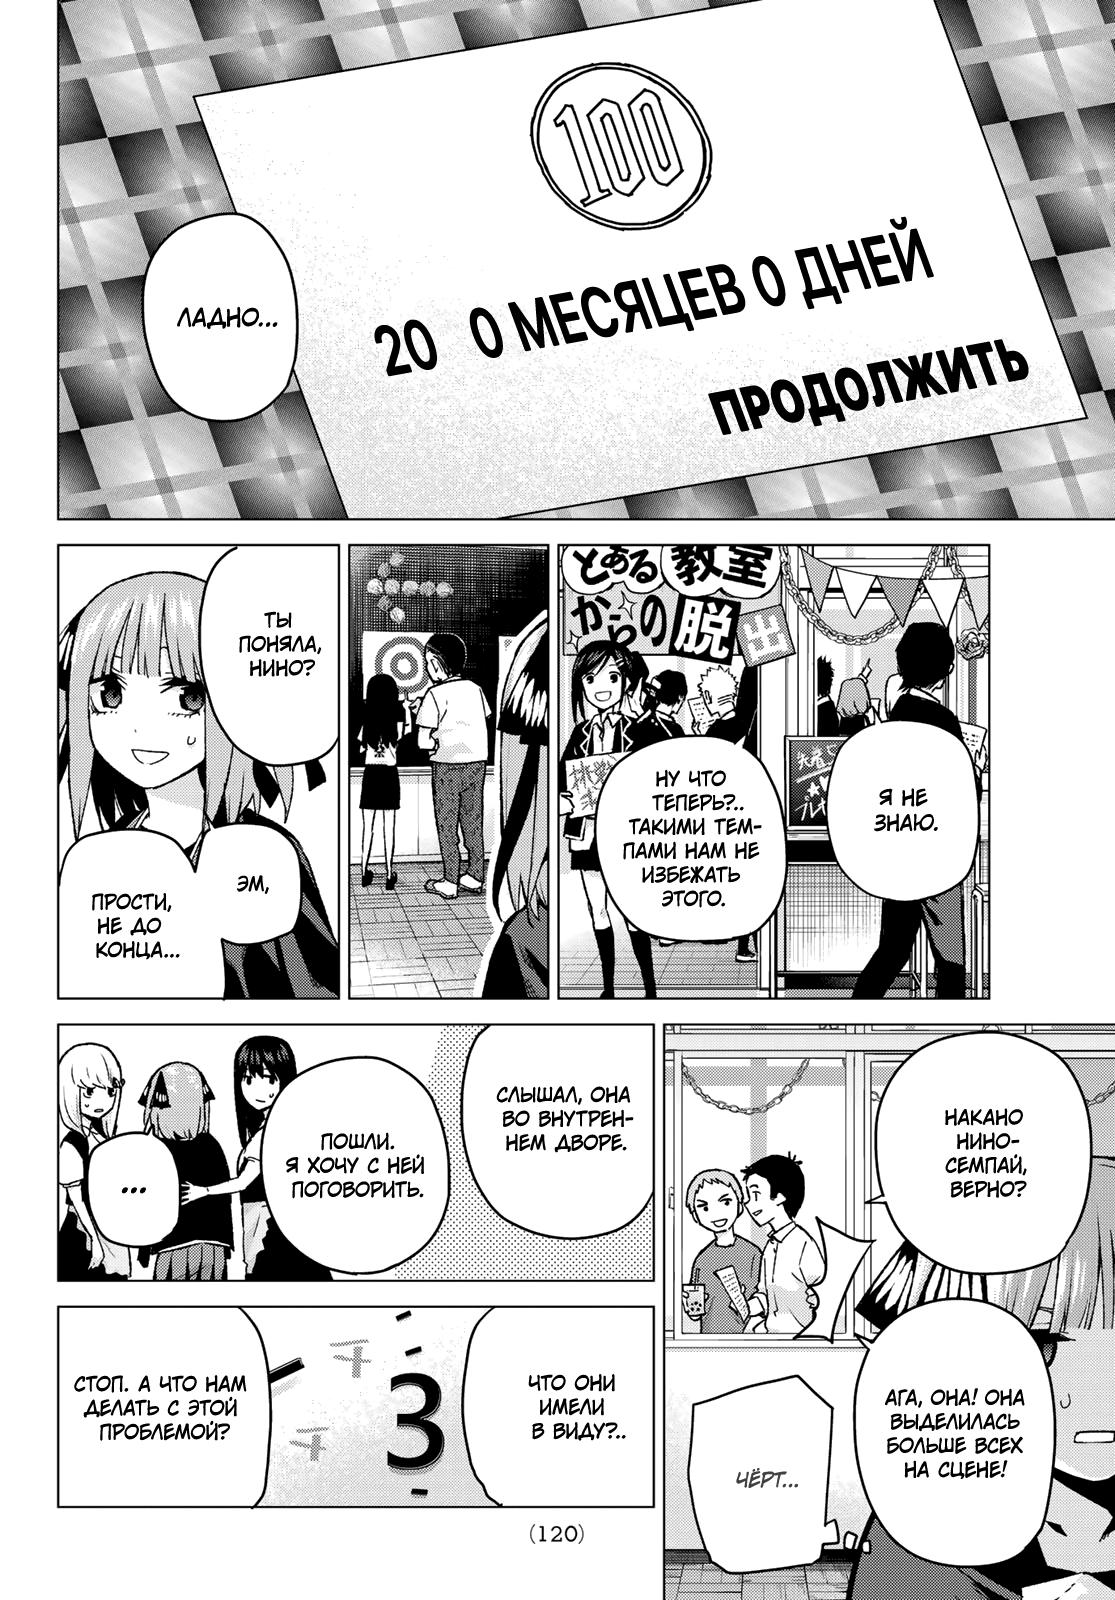 100
20 0 МЕСЯЦЕВ 0 ДНЕЙ
ПРОДОЛЖИТЬ
ЛАДНО...
とある教室
からの脱出
Я НЕ
ЗНАЮ.
НУ ЧТО
ТЕПЕРЬ?..
ТАКИМИ ТЕМ-
ПАМИ НАМ НЕ
ИЗБЕЖАТЬ
ЭТОГО.
ТЫ
ПОНЯЛА,
НИНО?
ЭМ,
ПРОСТИ,
НЕ ДО
КОНЦА...
НАКАНО
НИНО-
СЕМПАЙ,
ВЕРНО?
АГА, ОНА! ОНА
ВЫДЕЛИЛАСЬ
БОЛЬШЕ ВСЕХ
НА СЦЕНЕ!
ЧЁРТ...
СЛЫШАЛ, ОНА
ВО ВНУТРЕН-
НЕМ ДВОРЕ.
ПОШЛИ.
Я ХОЧУ С НЕЙ
ПОГОВОРИТЬ.
...
ЧТО ОНИ
ИМЕЛИ
В ВИДУ?..
3
СТОП. А ЧТО НАМ
ДЕЛАТЬ С ЭТОЙ
ПРОБЛЕМОЙ?
(120)